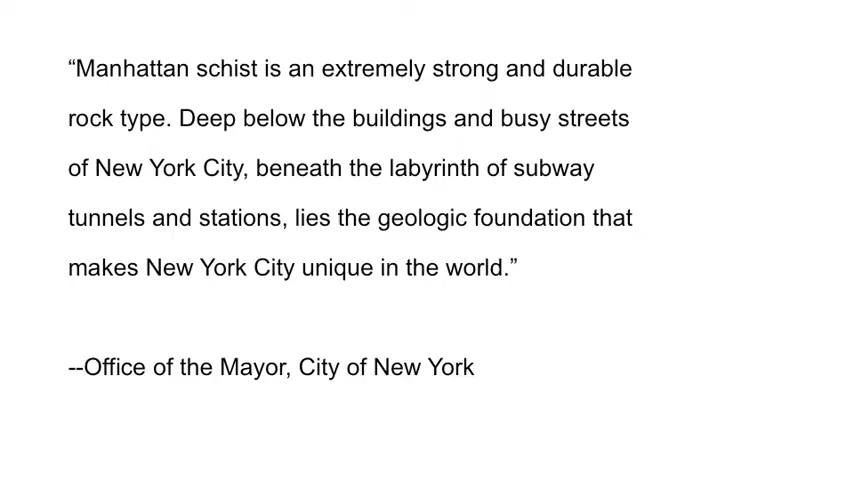 “Manhattan schist is an extremely strong and durable
rock type. Deep below the buildings and busy streets
of New York City, beneath the labyrinth of subway
tunnels and stations, lies the geologic foundation that
makes New York City unique in the world.”
--Office of the Mayor, City of New York